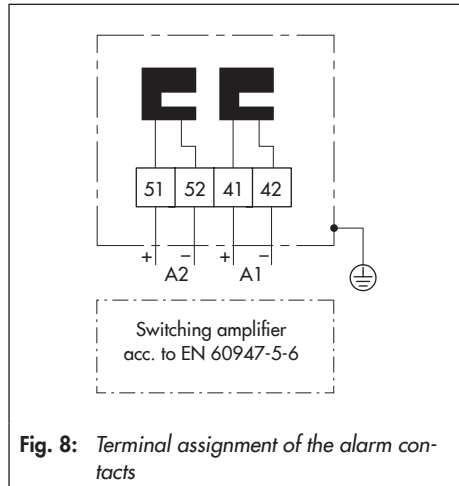 51 52 41 42
+ − + −
A2 A1
Switching amplifier
acc. to EN 60947-5-6
Fig. 8: Terminal assignment of the alarm con-
tacts